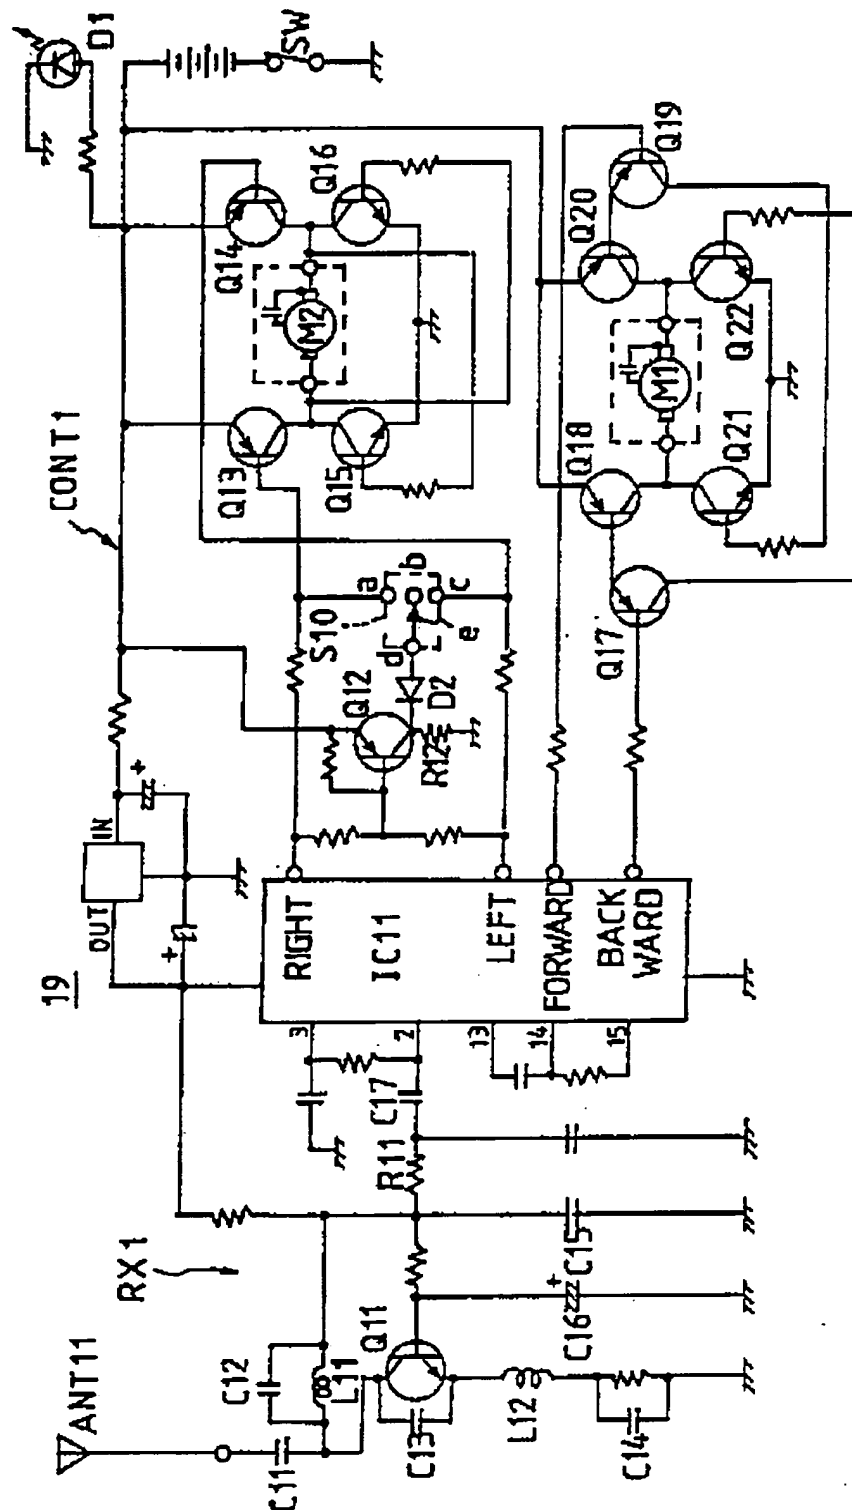 19
CONT1
D1
SW
OUT
IN
+
+
Q14
Q16
M2
Q13
Q15
S10
a
b
c
d
e
Q12
D2
R12
Q20
Q19
Q18
M1
Q22
Q21
Q17
RIGHT
IC11
LEFT
FORWARD
BACK
WARD
3
2
13
14
15
C17
R11
RX1
ANT11
C12
L11
C11
Q11
C13
L12
C14
C16
+
C15